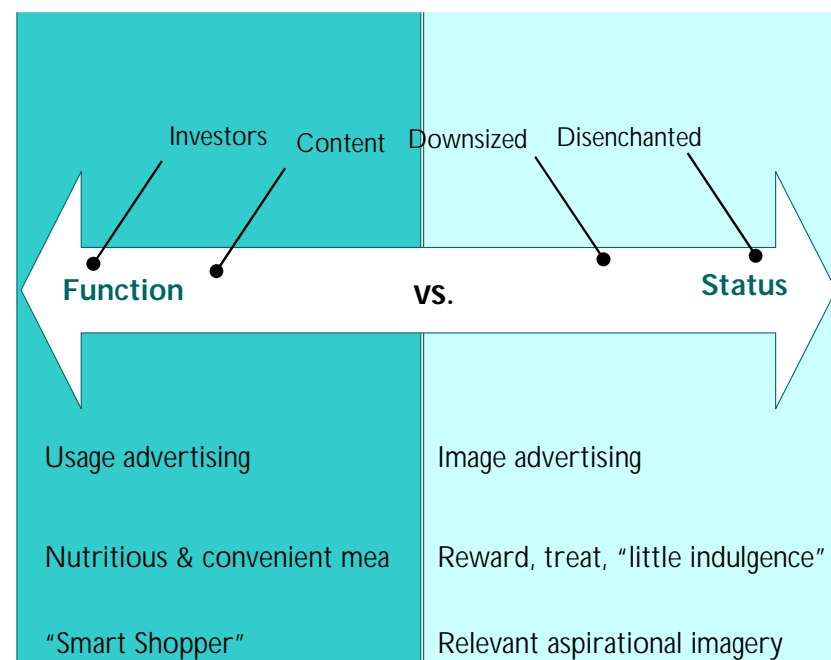 Investors Content Downsized Disenchanted
Function vs. Status
Usage advertising
Image advertising
Nutritious & convenient mea
Reward, treat, “little indulgence”
“Smart Shopper”
Relevant aspirational imagery